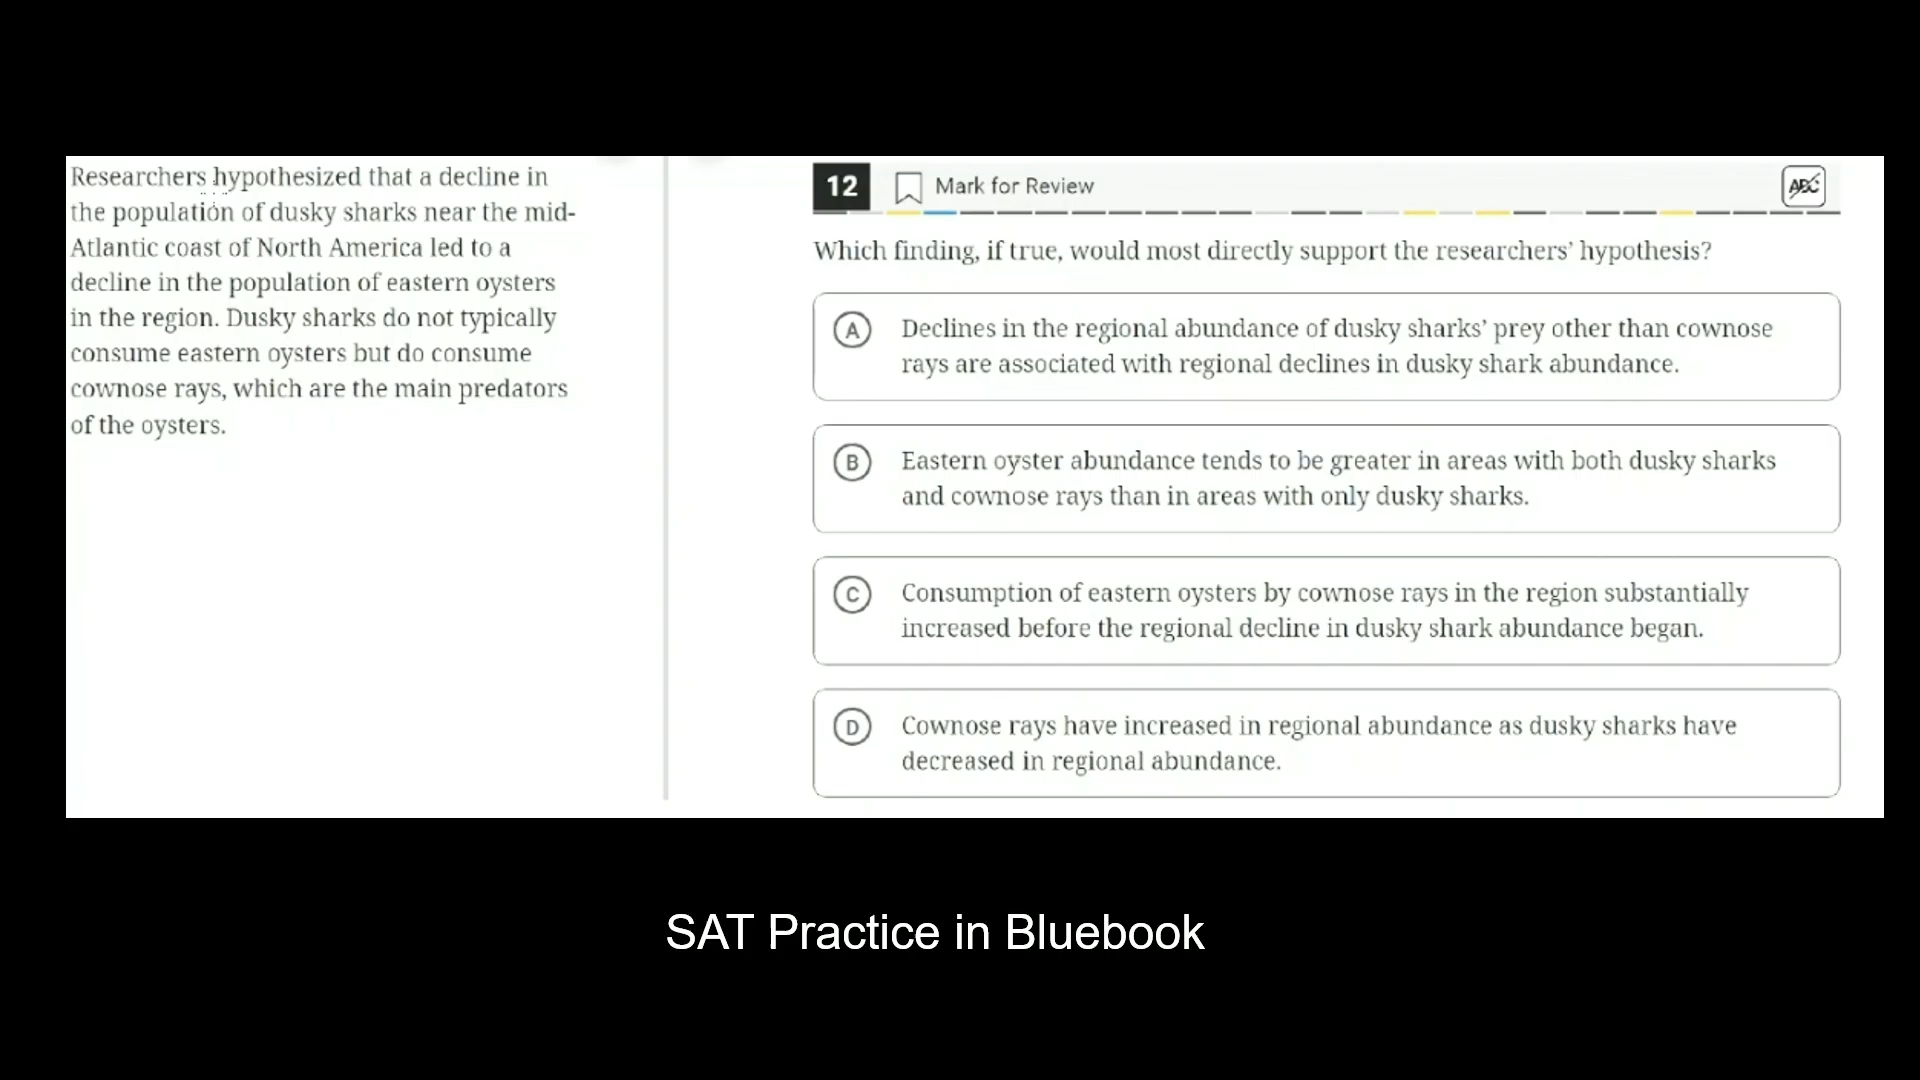 Researchers hypothesized that a decline in
the population of dusky sharks near the mid-
Atlantic coast of North America led to a
decline in the population of eastern oysters
in the region. Dusky sharks do not typically
consume eastern oysters but do consume
cownose rays, which are the main predators
of the oysters.
12 Mark for Review ABC
Which finding, if true, would most directly support the researchers’ hypothesis?
A Declines in the regional abundance of dusky sharks’ prey other than cownose
rays are associated with regional declines in dusky shark abundance.
B Eastern oyster abundance tends to be greater in areas with both dusky sharks
and cownose rays than in areas with only dusky sharks.
C Consumption of eastern oysters by cownose rays in the region substantially
increased before the regional decline in dusky shark abundance began.
D Cownose rays have increased in regional abundance as dusky sharks have
decreased in regional abundance.
SAT Practice in Bluebook